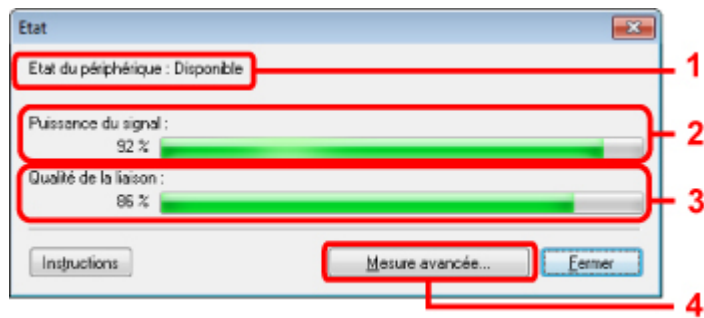 Etat
Etat du périphérique : Disponible
1
Puissance du signal :
92 %
2
Qualité de la liaison :
86 %
3
Instructions
Mesure avancée...
Fermer
4